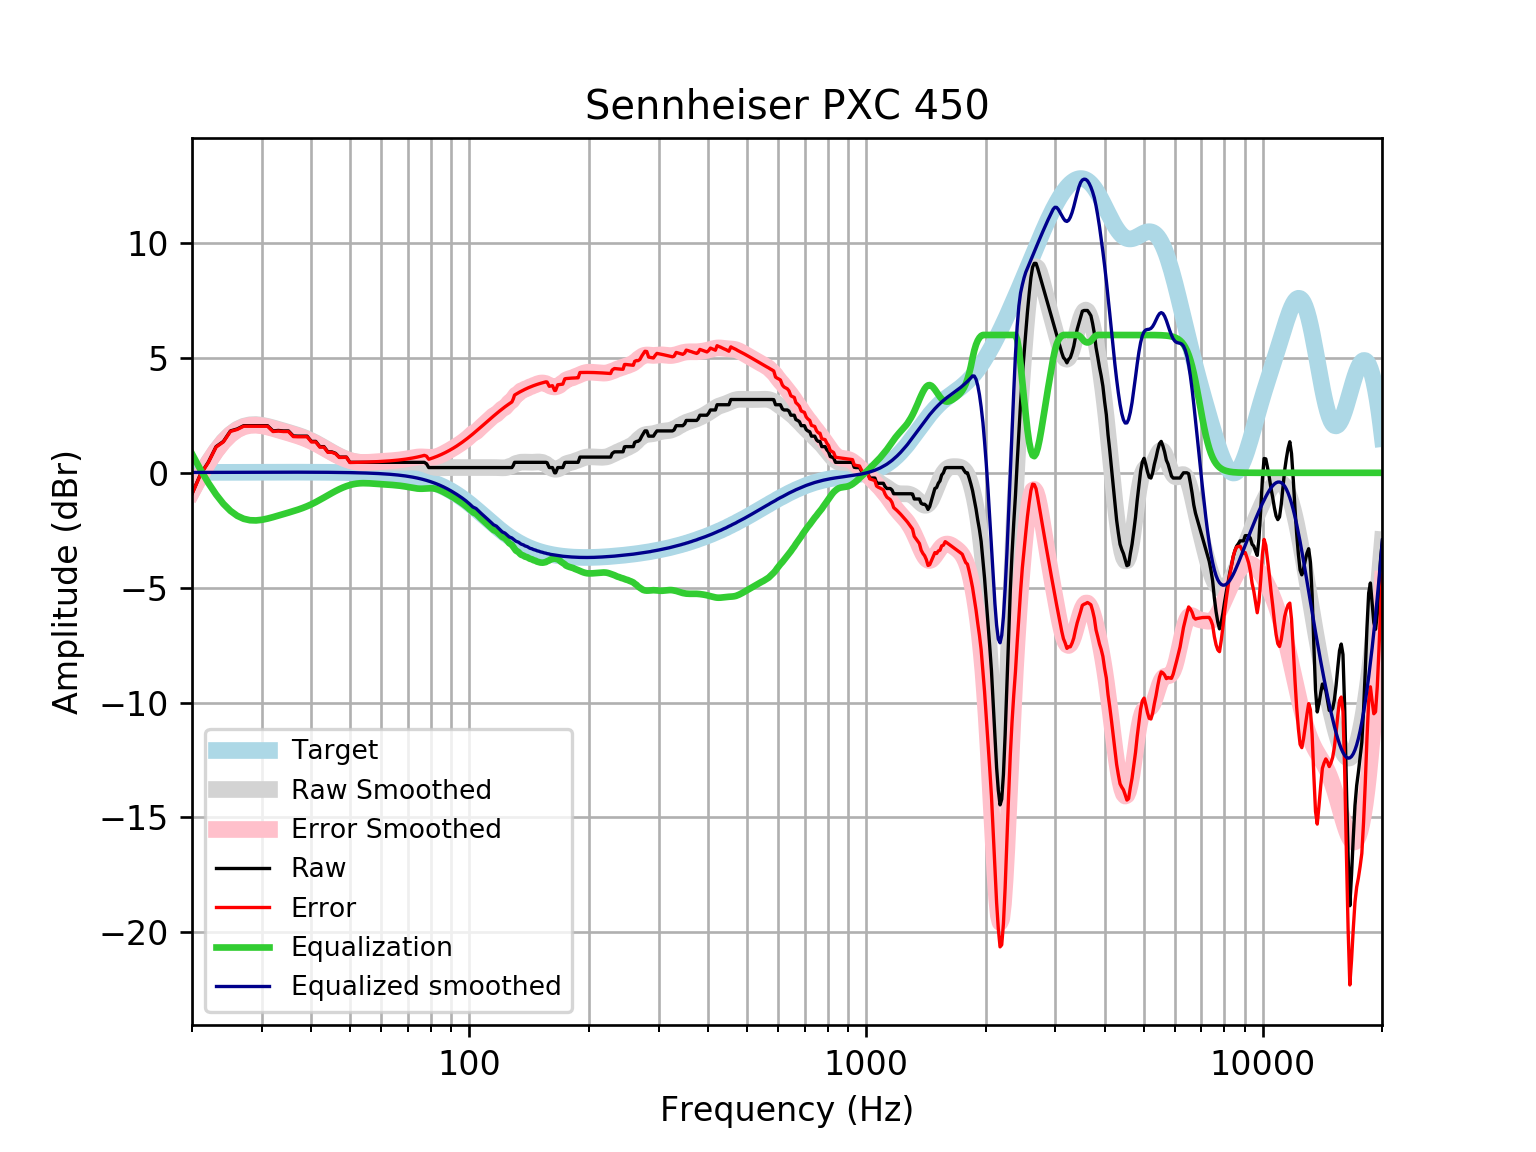 Sennheiser PXC 450
Amplitude (dBr)
10
5
0
−5
−10
−15
−20
Target
Raw Smoothed
Error Smoothed
Raw
Error
Equalization
Equalized smoothed
100
1000
10000
Frequency (Hz)